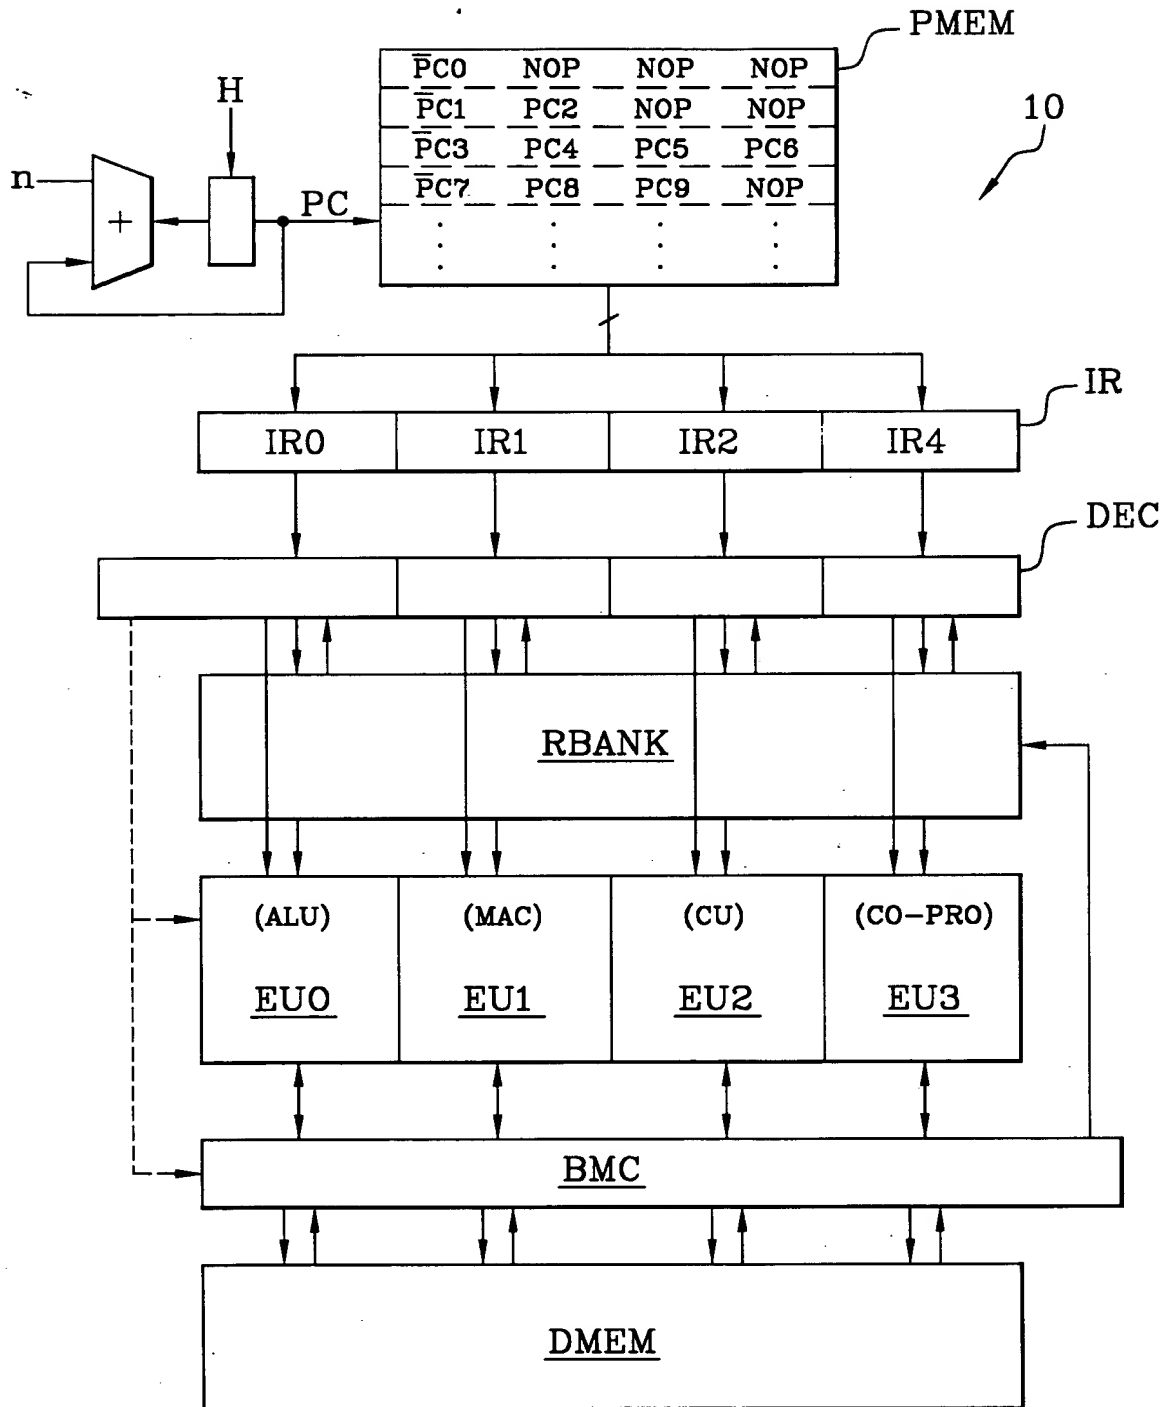 PMEM
P̅C0 NOP NOP NOP
H
P̅C1 PC2 NOP NOP
10
P̅C3 PC4 PC5 PC6
n
P̅C7 PC8 PC9 NOP
+
PC
IR
IR0 IR1 IR2 IR4
DEC
RBANK
(ALU) (MAC) (CU) (CO-PRO)
EU0 EU1 EU2 EU3
BMC
DMEM